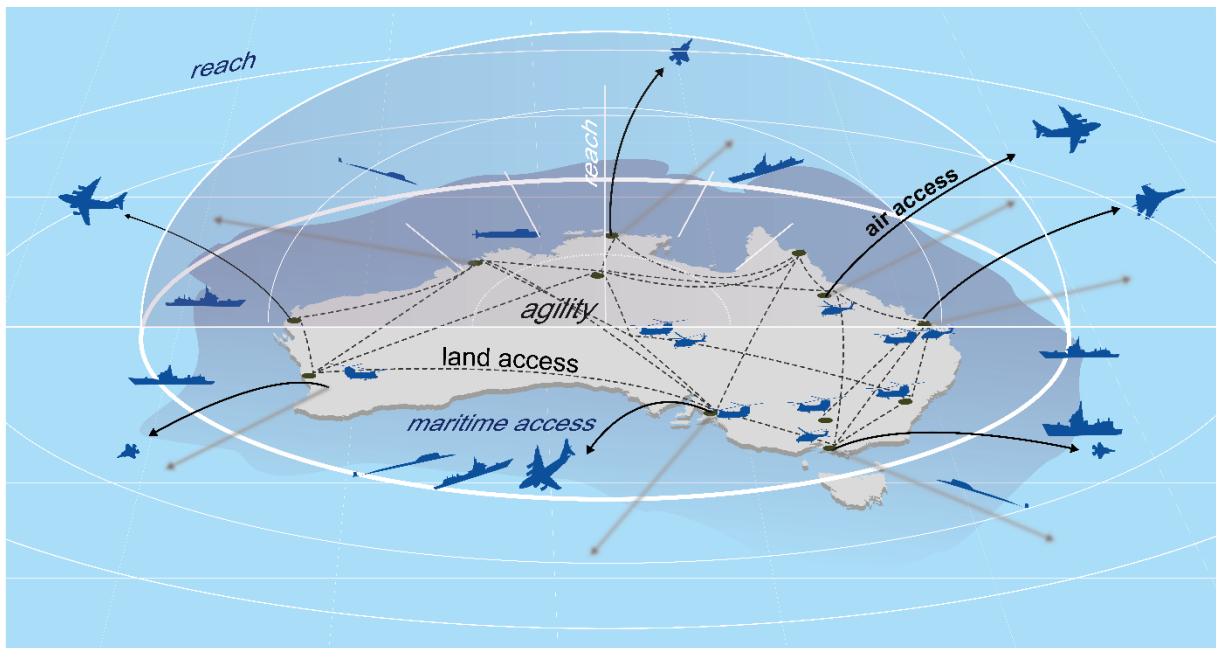 reach
reach
air access
agility
land access
maritime access